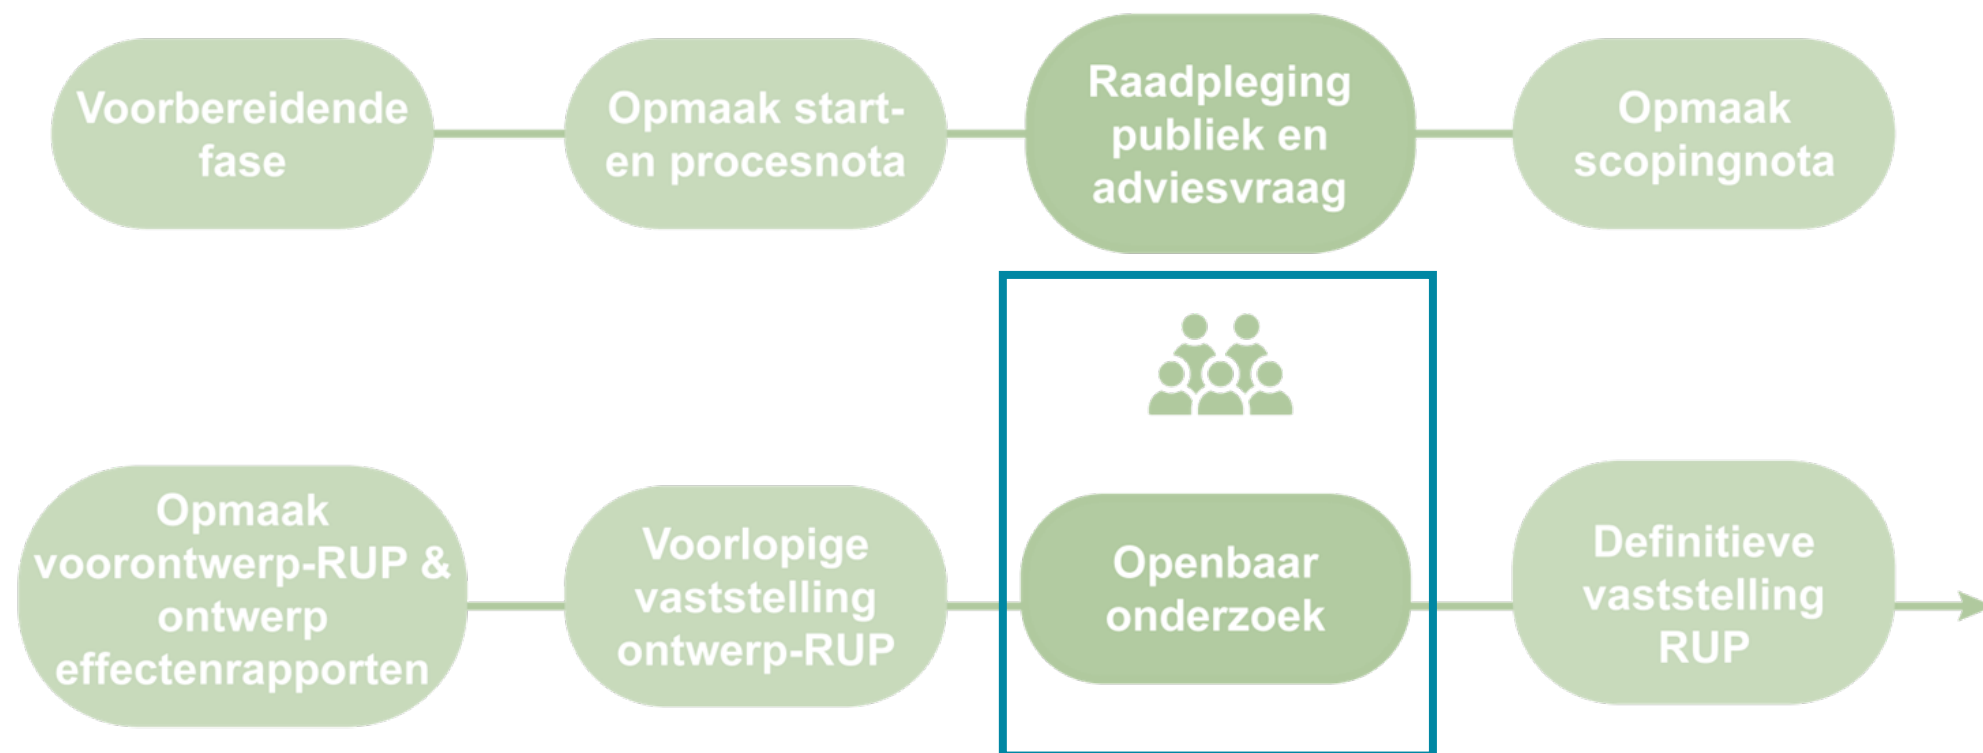 Voorbereidende
fase
Opmaak start-
en procesnota
Raadpleging
publiek en
adviesvraag
Opmaak
scopingnota
Opmaak
voorontwerp-RUP &
ontwerp
effectenrapporten
Voorlopige
vaststelling
ontwerp-RUP
Openbaar
onderzoek
Definitieve
vaststelling
RUP